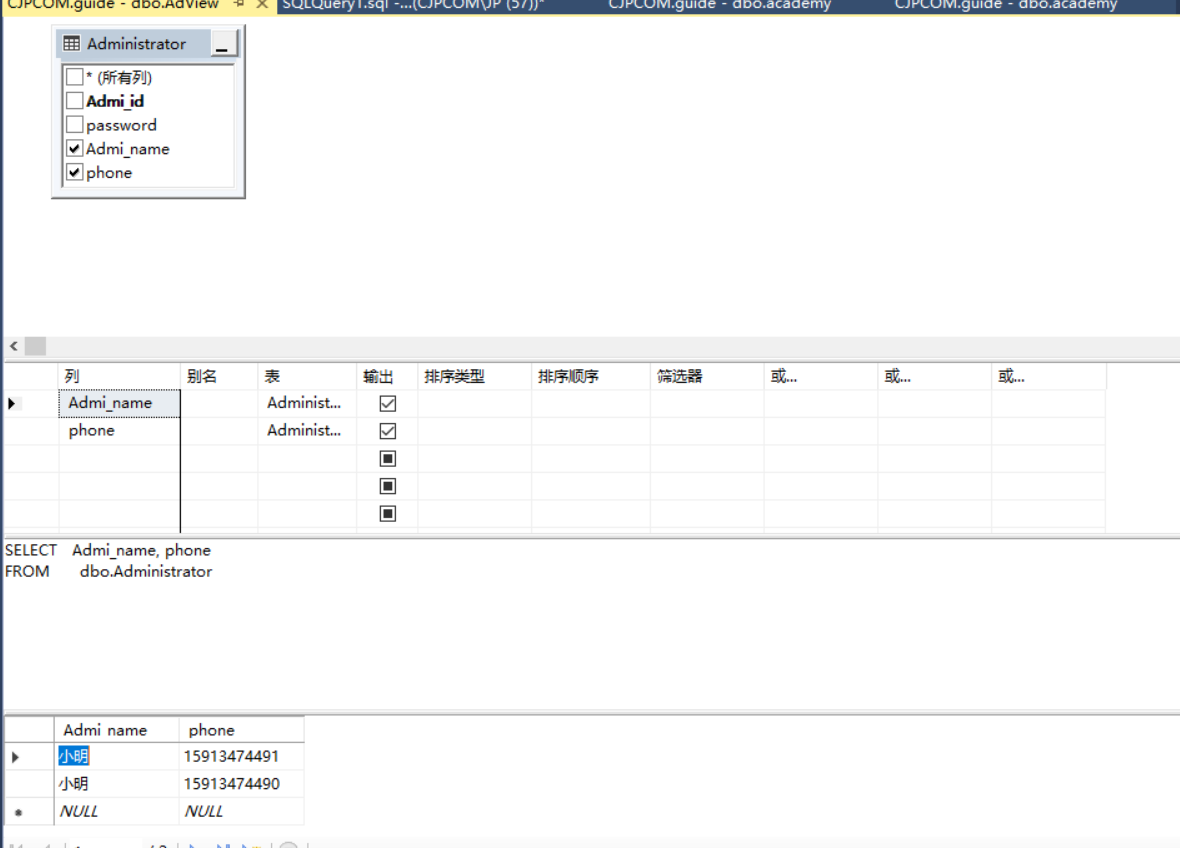 CJPCOM.guide - dbo.AdView SQLQuery1.sql -...(CJPCOM\JP (57))* CJPCOM.guide - dbo.academy CJPCOM.guide - dbo.academy
Administrator
* (所有列)
Admi_id
password
Admi_name
phone
列 别名 表 输出 排序类型 排序顺序 筛选器 或... 或... 或...
Admi_name Administ...
phone Administ...
SELECT Admi_name, phone
FROM dbo.Administrator
Admi name phone
小明 15913474491
小明 15913474490
NULL NULL